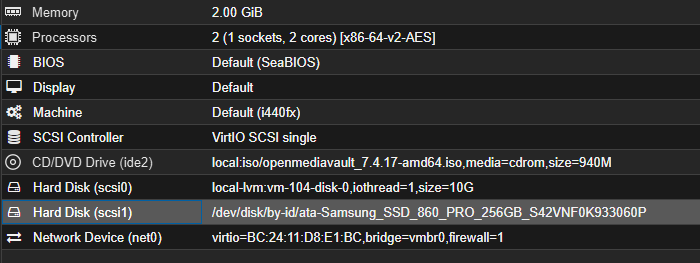 Memory 2.00 GiB
Processors 2 (1 sockets, 2 cores) [x86-64-v2-AES]
BIOS Default (SeaBIOS)
Display Default
Machine Default (i440fx)
SCSI Controller VirtIO SCSI single
CD/DVD Drive (ide2) local:iso/openmediavault_7.4.17-amd64.iso,media=cdrom,size=940M
Hard Disk (scsi0) local-lvm:vm-104-disk-0,iothread=1,size=10G
Hard Disk (scsi1) /dev/disk/by-id/ata-Samsung_SSD_860_PRO_256GB_S42VNF0K933060P
Network Device (net0) virtio=BC:24:11:D8:E1:BC,bridge=vmbr0,firewall=1